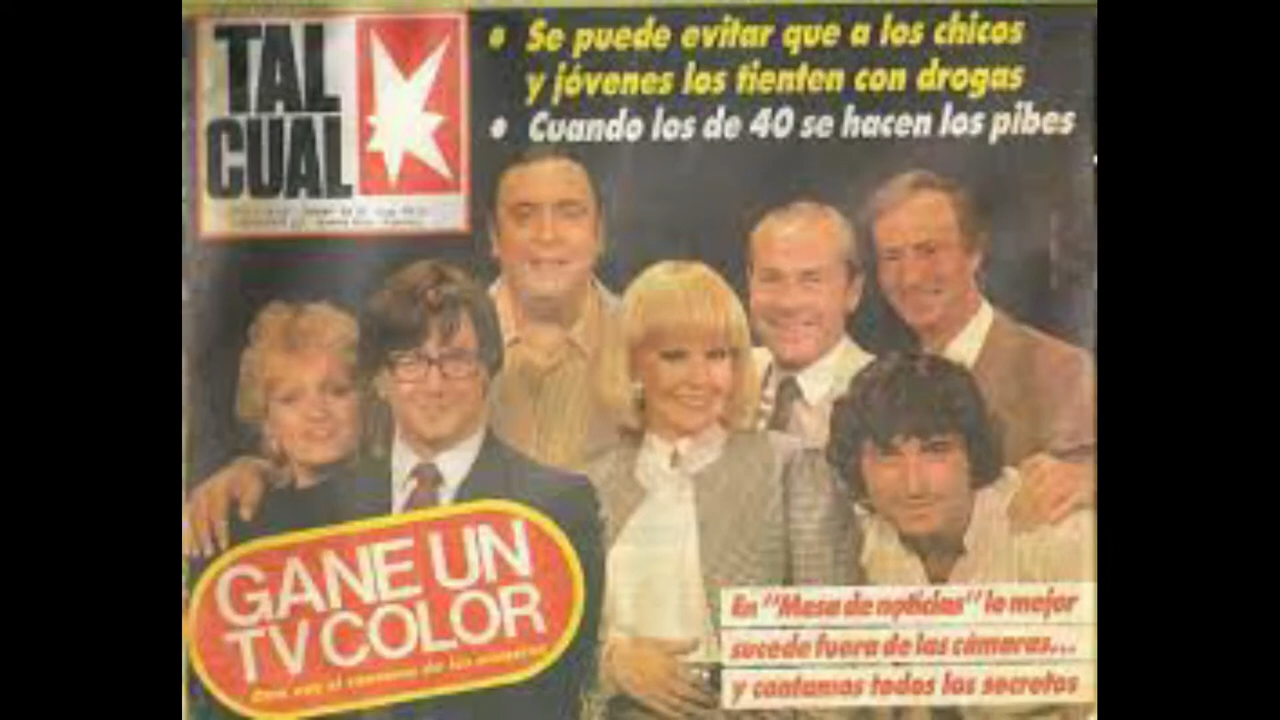 TAL
CUAL
• Se puede evitar que a los chicos
y jóvenes los tienten con drogas
• Cuando los de 40 se hacen los pibes
GANE UN
TV COLOR
En "Mesa de noticias" lo mejor
sucede fuera de las cámaras...
y contamos todos los secretos